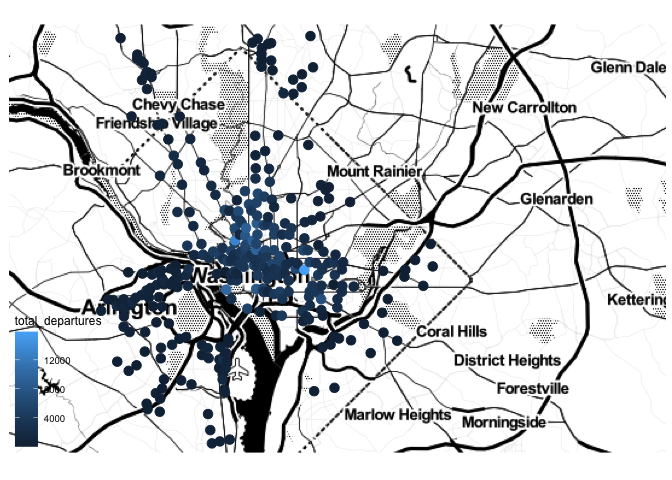 Glenn Dale
Chevy Chase
New Carrollton
Friendship Village
Brookmont
Mount Rainier
Glenarden
Washington
Kettering
Arlington
total_departures
Coral Hills
12000
District Heights
8000
Forestville
4000
Marlow Heights
Morningside